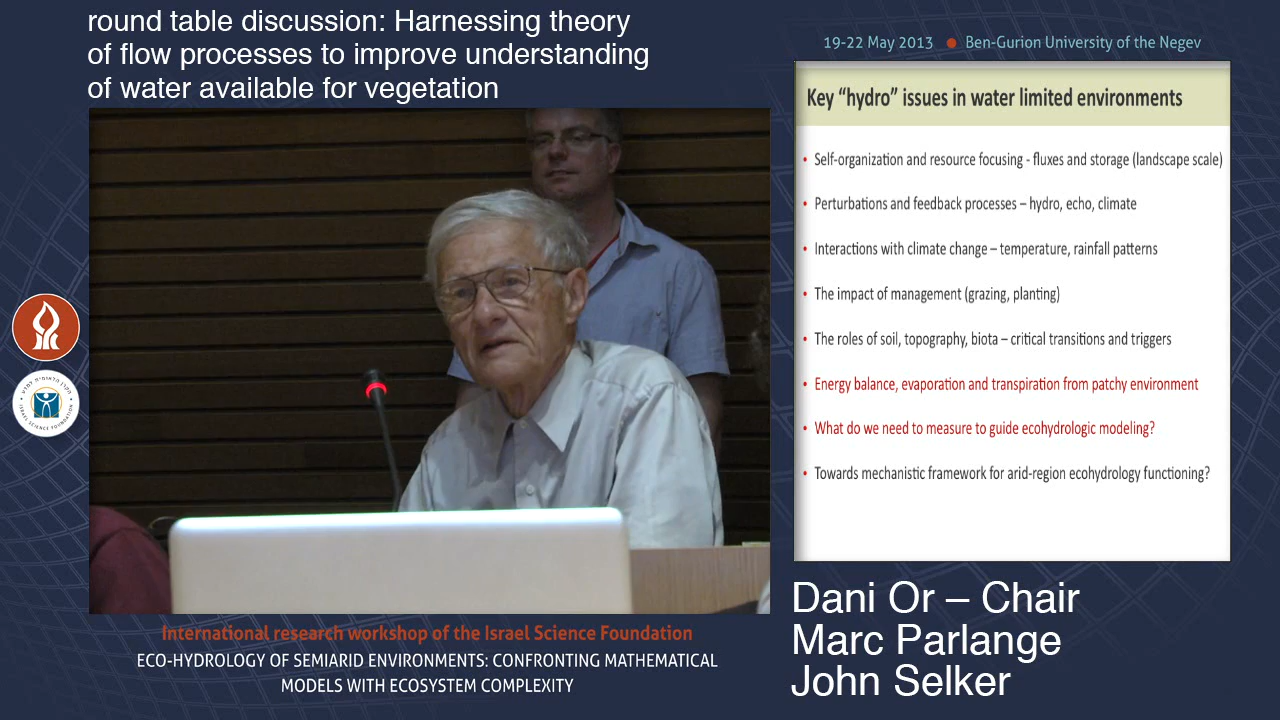 round table discussion: Harnessing theory
of flow processes to improve understanding
of water available for vegetation
19-22 May 2013 ● Ben-Gurion University of the Negev
Key “hydro” issues in water limited environments
• Self-organization and resource focusing - fluxes and storage (landscape scale)
• Perturbations and feedback processes – hydro, echo, climate
• Interactions with climate change – temperature, rainfall patterns
• The impact of management (grazing, planting)
• The roles of soil, topography, biota – critical transitions and triggers
• Energy balance, evaporation and transpiration from patchy environment
• What do we need to measure to guide ecohydrologic modeling?
• Towards mechanistic framework for arid-region ecohydrology functioning?
ISRAEL SCIENCE FOUNDATION
Dani Or – Chair
Marc Parlange
John Selker
International research workshop of the Israel Science Foundation
ECO-HYDROLOGY OF SEMIARID ENVIRONMENTS: CONFRONTING MATHEMATICAL
MODELS WITH ECOSYSTEM COMPLEXITY